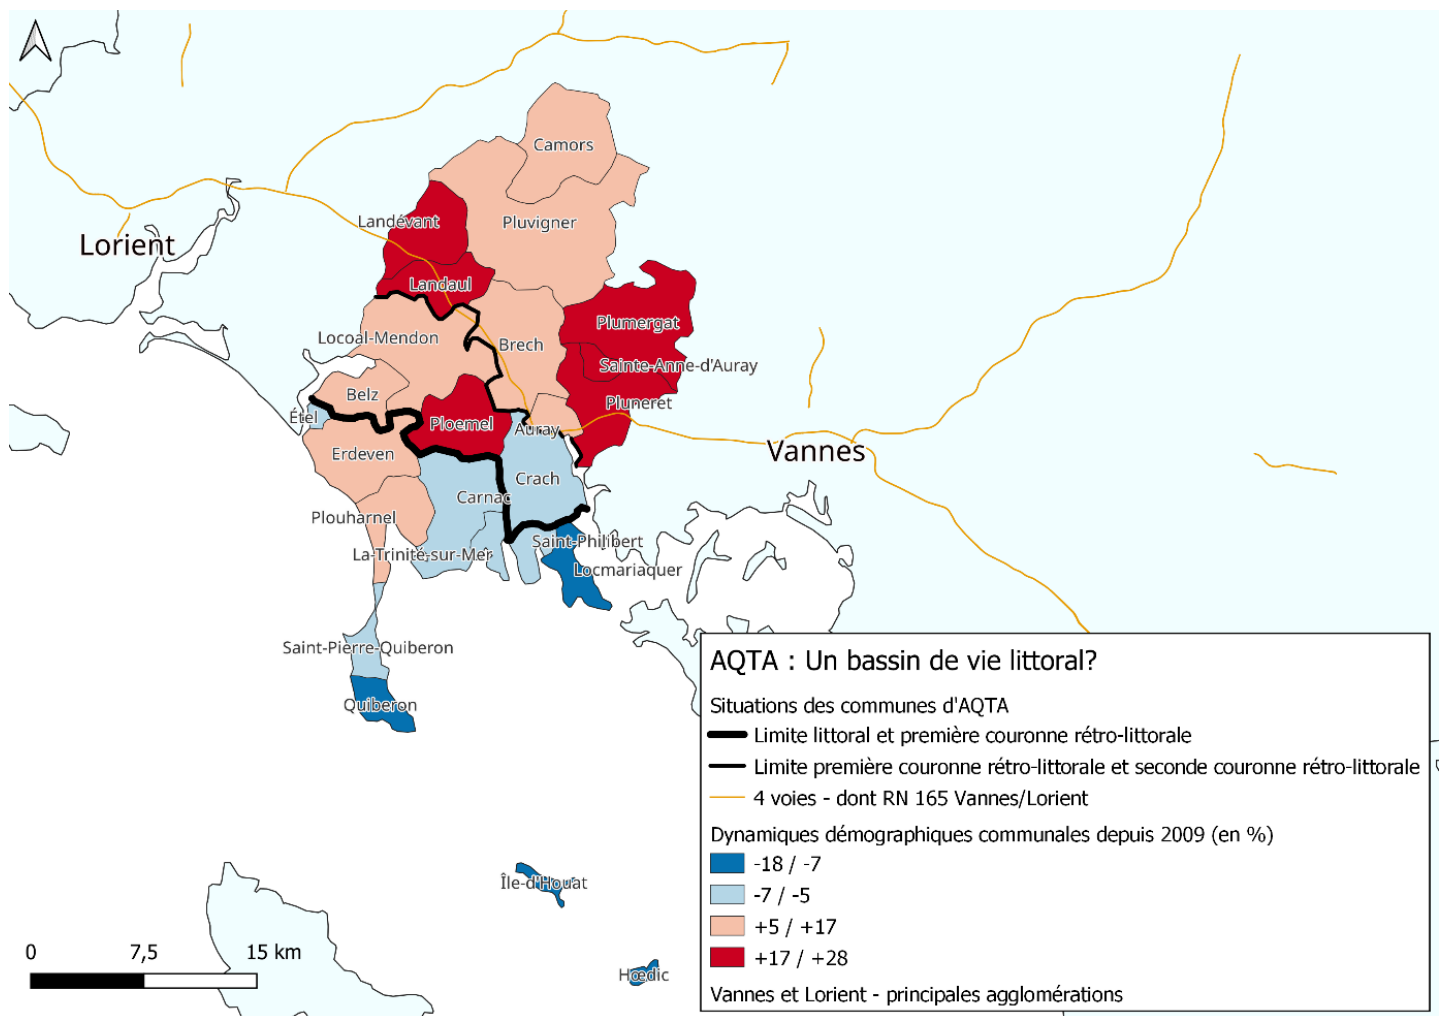 Camors
Landévant
Pluvigner
Lorient
Landaul
Plumergat
Locoal-Mendon
Brech
Sainte-Anne-d'Auray
Belz
Pluneret
Étel
Ploemel
Auray
Vannes
Erdeven
Crach
Carnac
Plouharnel
Saint-Philibert
La-Trinité-sur-Mer
Locmariaquer
Saint-Pierre-Quiberon
Quiberon
Île-d'Houat
Hœdic
0 7,5 15 km
AQTA : Un bassin de vie littoral?
Situations des communes d'AQTA
Limite littoral et première couronne rétro-littorale
Limite première couronne rétro-littorale et seconde couronne rétro-littorale
4 voies - dont RN 165 Vannes/Lorient
Dynamiques démographiques communales depuis 2009 (en %)
-18 / -7
-7 / -5
+5 / +17
+17 / +28
Vannes et Lorient - principales agglomérations